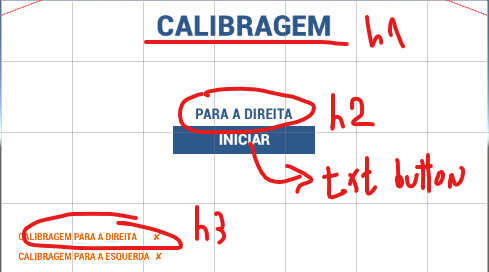 CALIBRAGEM h1
PARA A DIREITA h2
INICIAR
txt button
h3
CALIBRAGEM PARA A DIREITA ✘
CALIBRAGEM PARA A ESQUERDA ✘